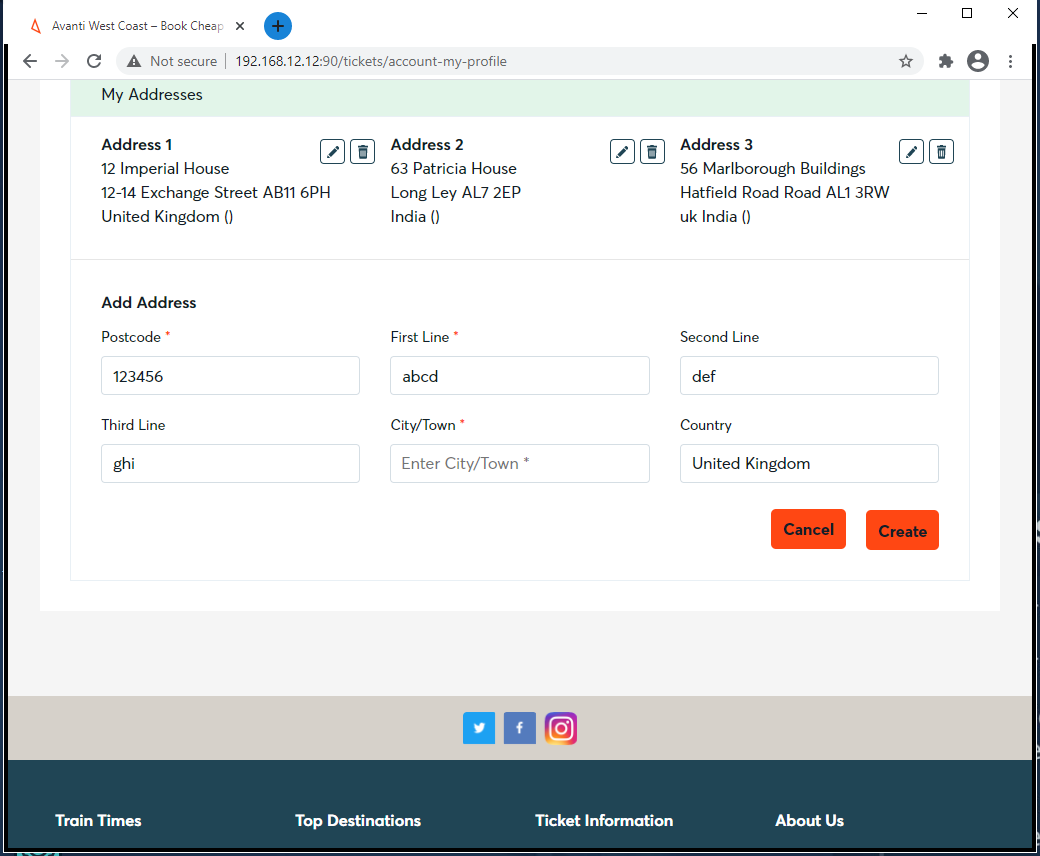 Avanti West Coast – Book Cheap
Not secure | 192.168.12.12:90/tickets/account-my-profile
My Addresses
Address 1
12 Imperial House
12-14 Exchange Street AB11 6PH
United Kingdom ()
Address 2
63 Patricia House
Long Ley AL7 2EP
India ()
Address 3
56 Marlborough Buildings
Hatfield Road Road AL1 3RW
uk India ()
Add Address
Postcode * First Line * Second Line
123456 abcd def
Third Line City/Town * Country
ghi Enter City/Town * United Kingdom
Cancel Create
Train Times Top Destinations Ticket Information About Us